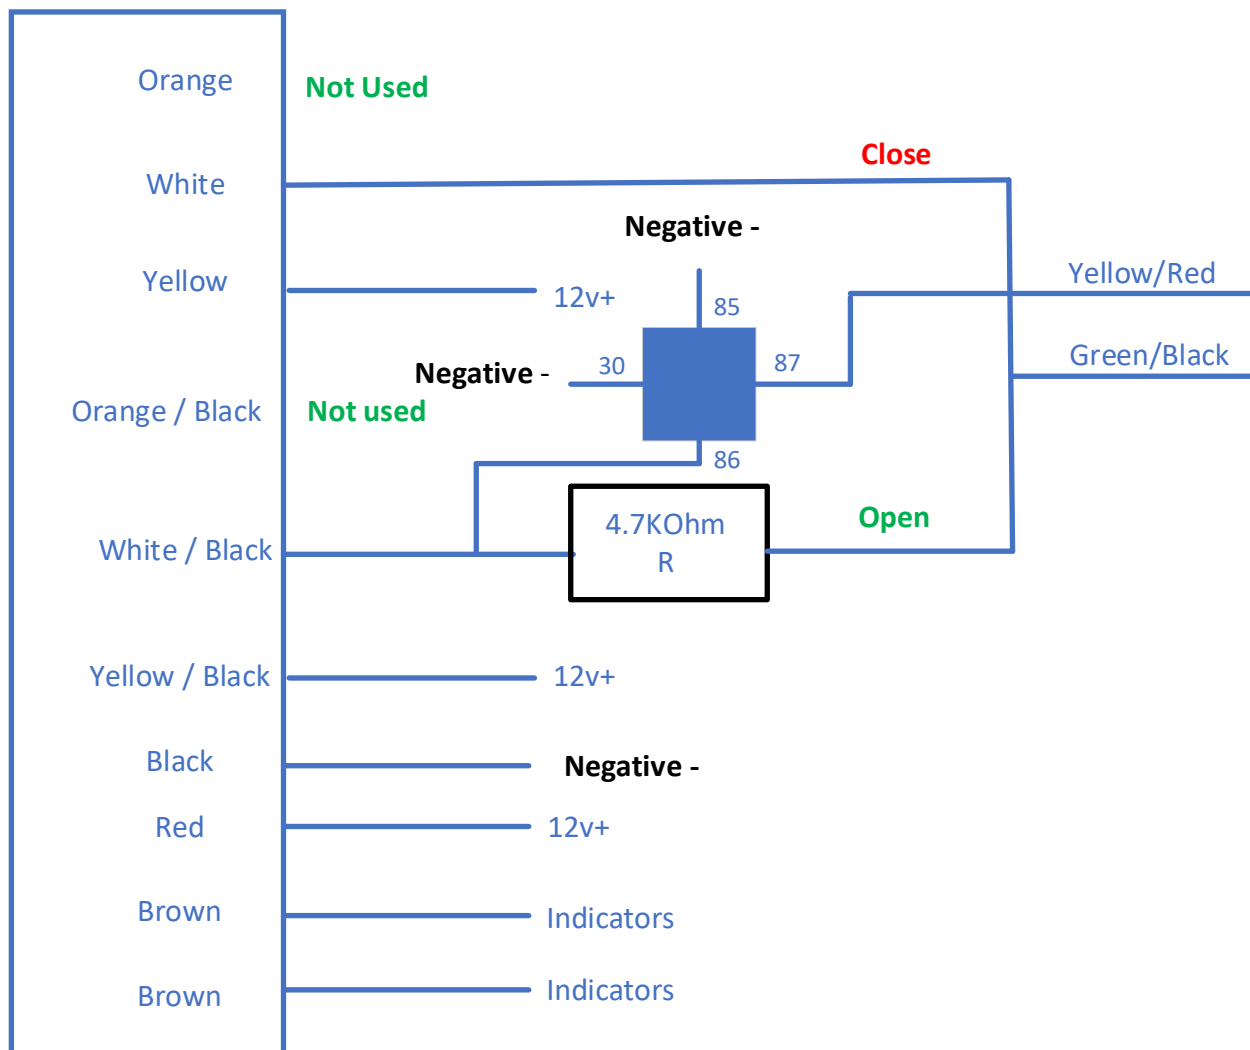 Orange
Not Used
Close
White
Negative -
Yellow
12v+
85
Yellow/Red
30
87
Negative -
Green/Black
Orange / Black
Not used
86
4.7KOhm
R
Open
White / Black
Yellow / Black
12v+
Black
Negative -
Red
12v+
Brown
Indicators
Brown
Indicators